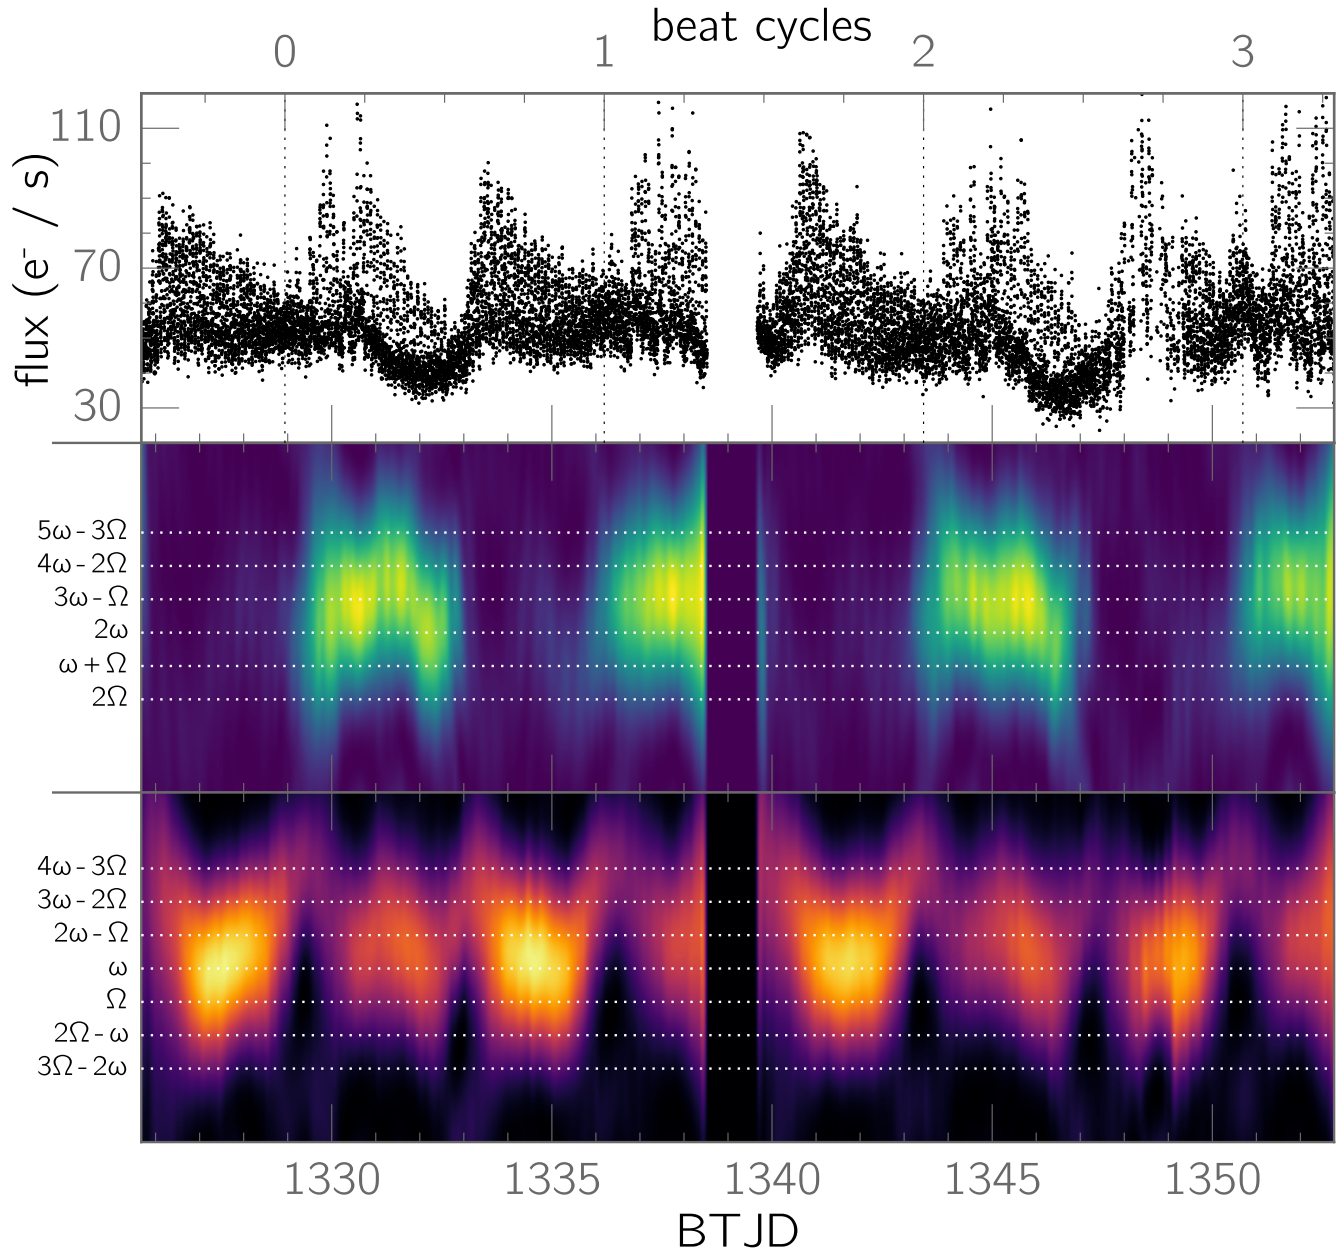 beat cycles
0 1 2 3
110
70
30
flux (e⁻ / s)
5ω - 3Ω
4ω - 2Ω
3ω - Ω
2ω
ω + Ω
2Ω
4ω - 3Ω
3ω - 2Ω
2ω - Ω
ω
Ω
2Ω - ω
3Ω - 2ω
1330 1335 1340 1345 1350
BTJD